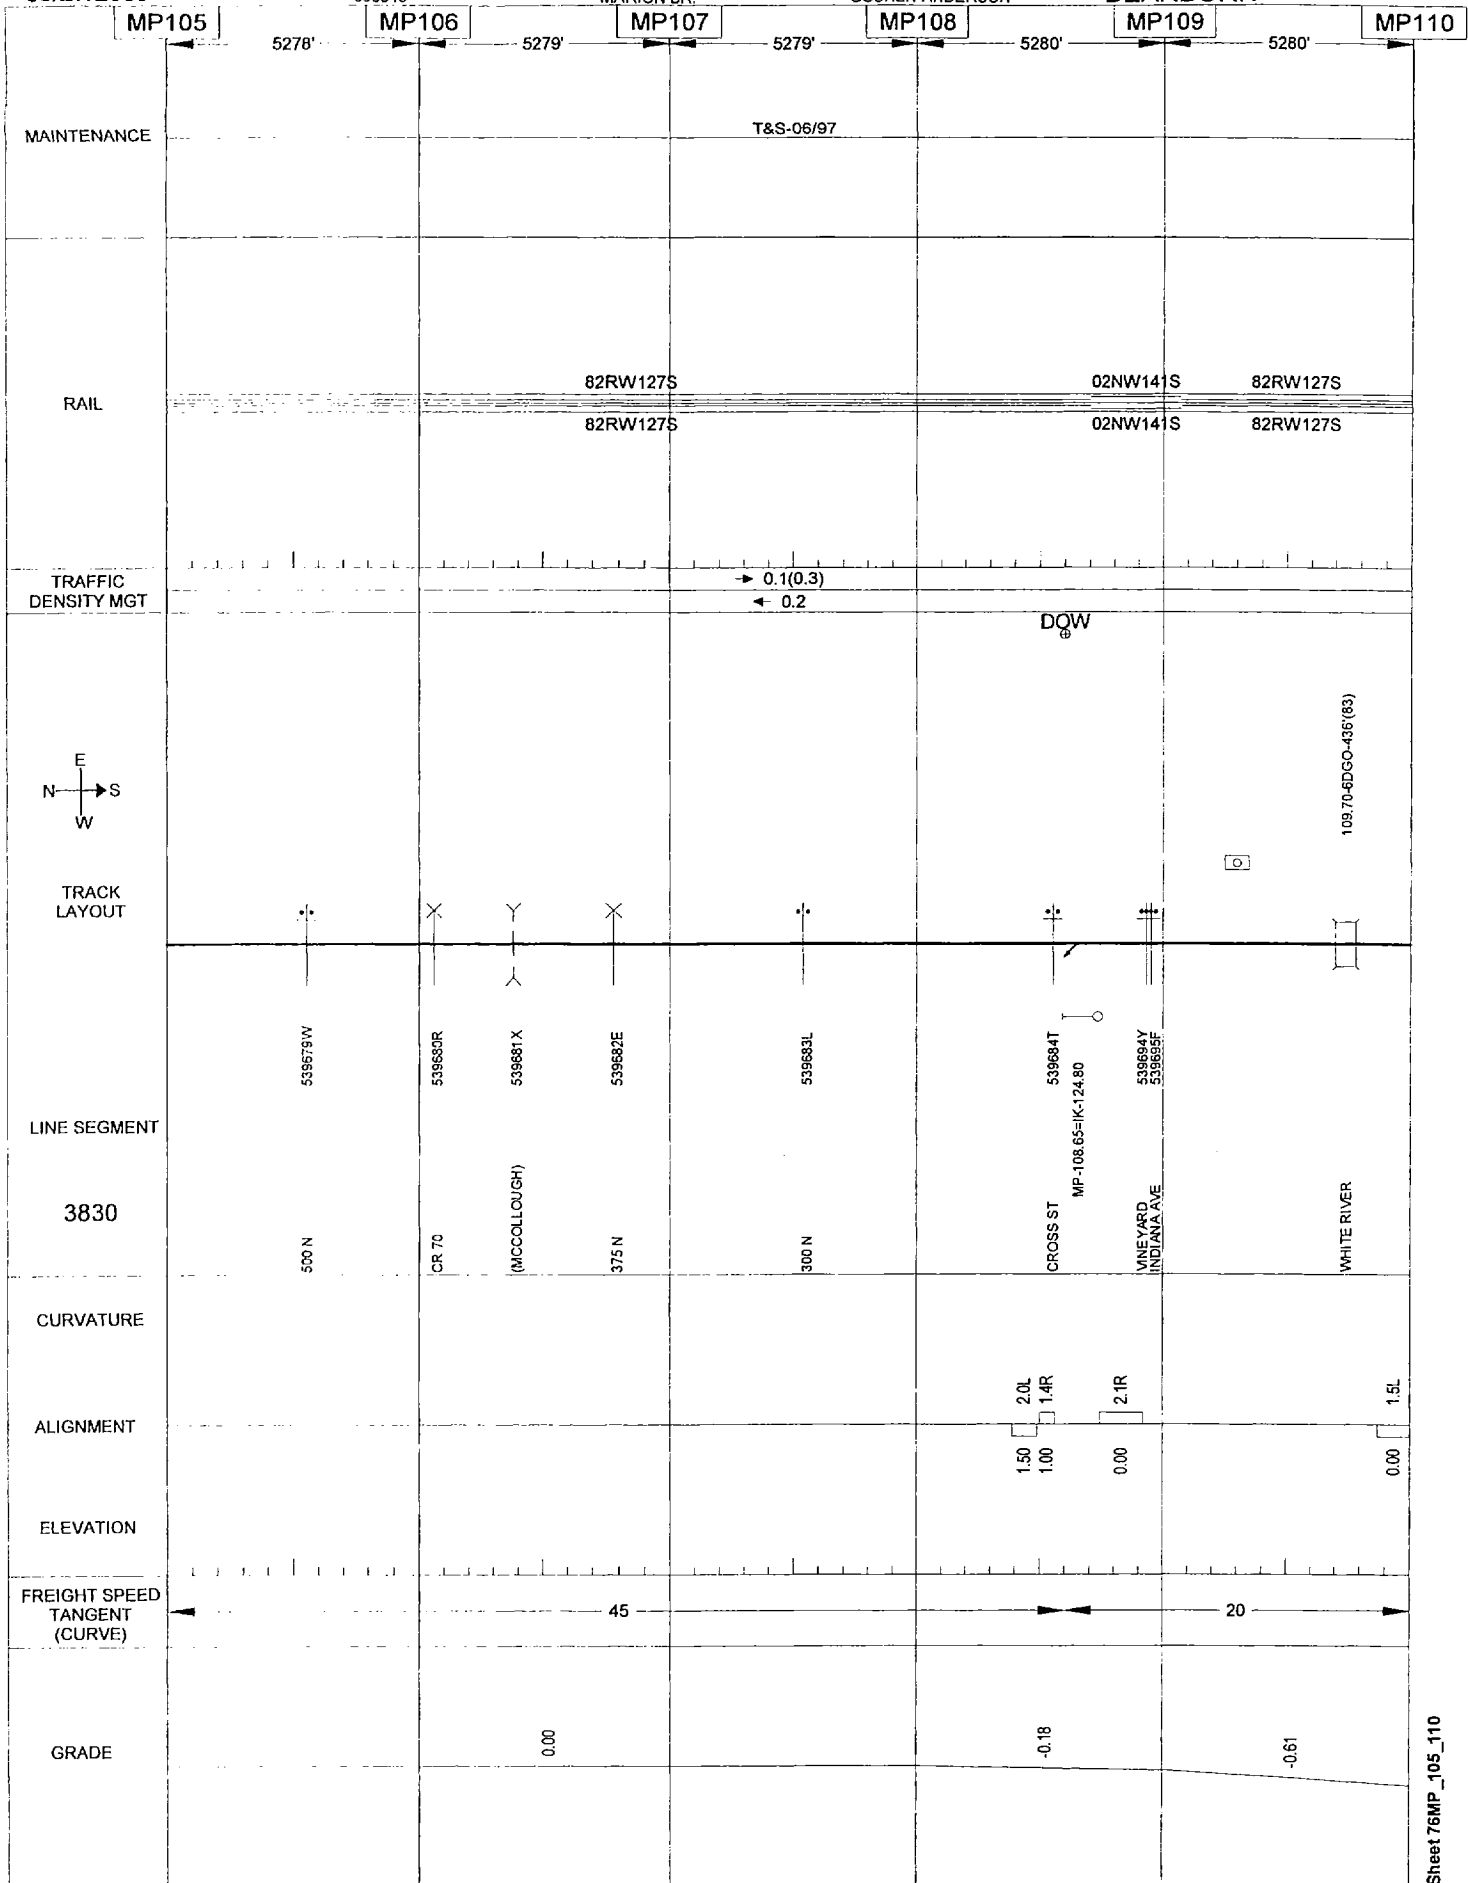 MP105 MP106 MP107 MP108 MP109 MP110
5278' 5279' 5279' 5280' 5280'
MAINTENANCE
T&S-06/97
RAIL
82RW127S 02NW141S 82RW127S
82RW127S 02NW141S 82RW127S
TRAFFIC
DENSITY MGT
0.1(0.3)
0.2
DOW
E
N S
W
109.70-6DGO-436'(83)
TRACK
LAYOUT
539679W
539680R
539681X
539682E
539683L
539684T
MP-108.65=IK-124.80
539694Y
539695F
LINE SEGMENT
3830
500 N
CR 70
(MCCOLLOUGH)
375 N
300 N
CROSS ST
VINEYARD
INDIANA AVE
WHITE RIVER
CURVATURE
2.0L
1.4R
2.1R
1.5L
ALIGNMENT
1.50
1.00
0.00
0.00
ELEVATION
FREIGHT SPEED
TANGENT
(CURVE)
45 20
GRADE
0.00
-0.18
-0.61
Sheet 76MP_105_110